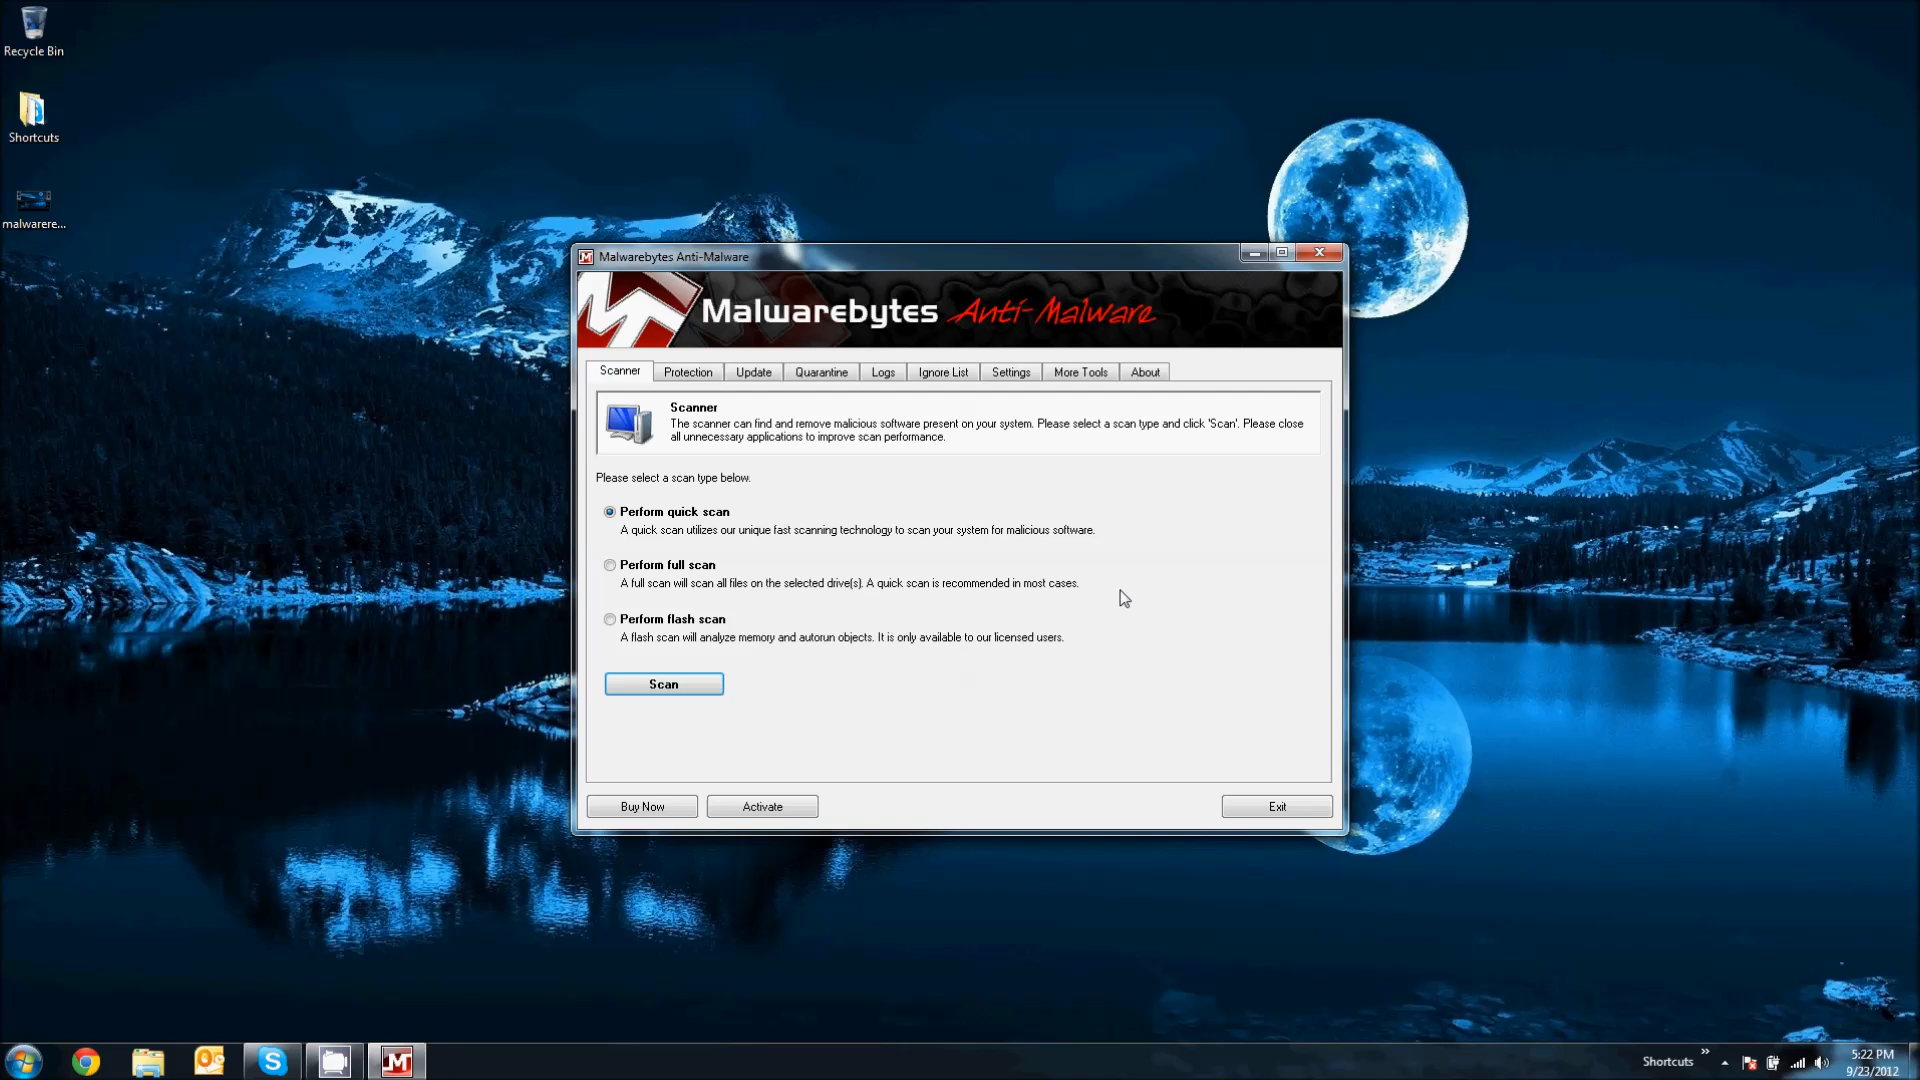 Recycle Bin
Shortcuts
malwarere...
Malwarebytes Anti-Malware
Malwarebytes Anti-Malware
Scanner
Protection
Update
Quarantine
Logs
Ignore List
Settings
More Tools
About
Scanner
The scanner can find and remove malicious software present on your system. Please select a scan type and click 'Scan'. Please close
all unnecessary applications to improve scan performance.
Please select a scan type below.
Perform quick scan
A quick scan utilizes our unique fast scanning technology to scan your system for malicious software.
Perform full scan
A full scan will scan all files on the selected drive(s). A quick scan is recommended in most cases.
Perform flash scan
A flash scan will analyze memory and autorun objects. It is only available to our licensed users.
Scan
Buy Now
Activate
Exit
Shortcuts
5:22 PM
9/23/2012